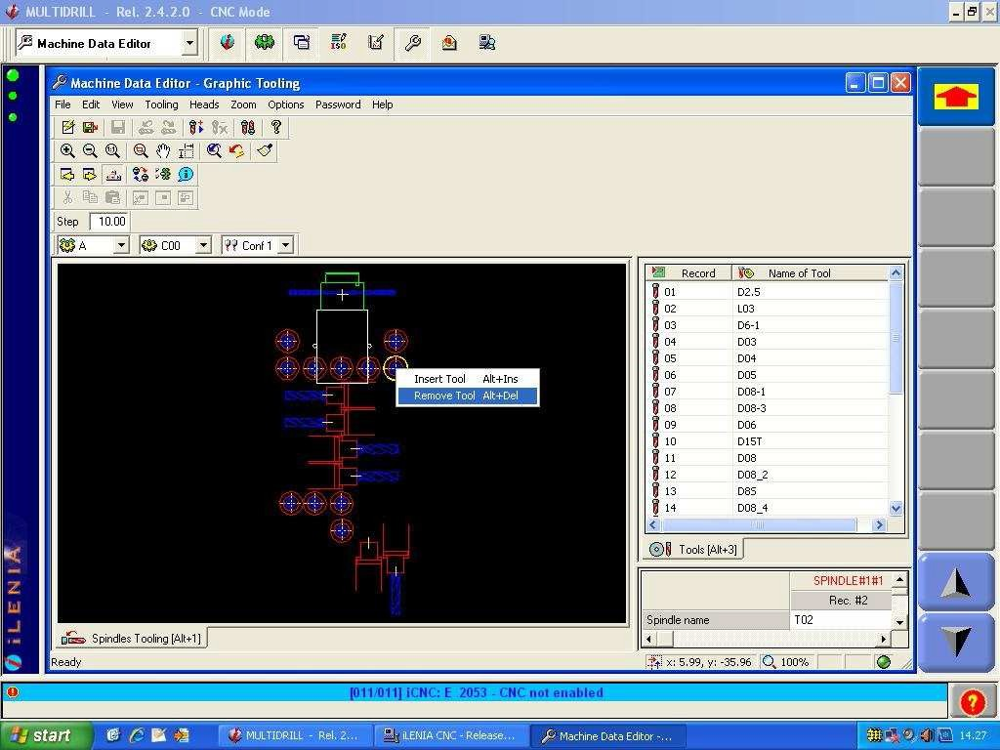 MULTIDRILL - Rel. 2.4.2.0 - CNC Mode
Machine Data Editor
ISO
Machine Data Editor - Graphic Tooling
File Edit View Tooling Heads Zoom Options Password Help
Step 10.00
A C00 Conf 1
Insert Tool Alt+Ins
Remove Tool Alt+Del
Record Name of Tool
01 D2.5
02 L03
03 D6-1
04 D03
05 D04
06 D05
07 D08-1
08 D08-3
09 D06
10 D15T
11 D08
12 D08_2
13 D85
14 D08_4
Tools [Alt+3]
SPINDLE#1#1
Rec. #2
Spindle name T02
Spindles Tooling [Alt+1]
Ready x: 5.99, y: -35.96 100%
iLENIA
[011/011] iCNC: E 2053 - CNC not enabled
start MULTIDRILL - Rel. 2... iLENIA CNC - Release... Machine Data Editor -... 14.27